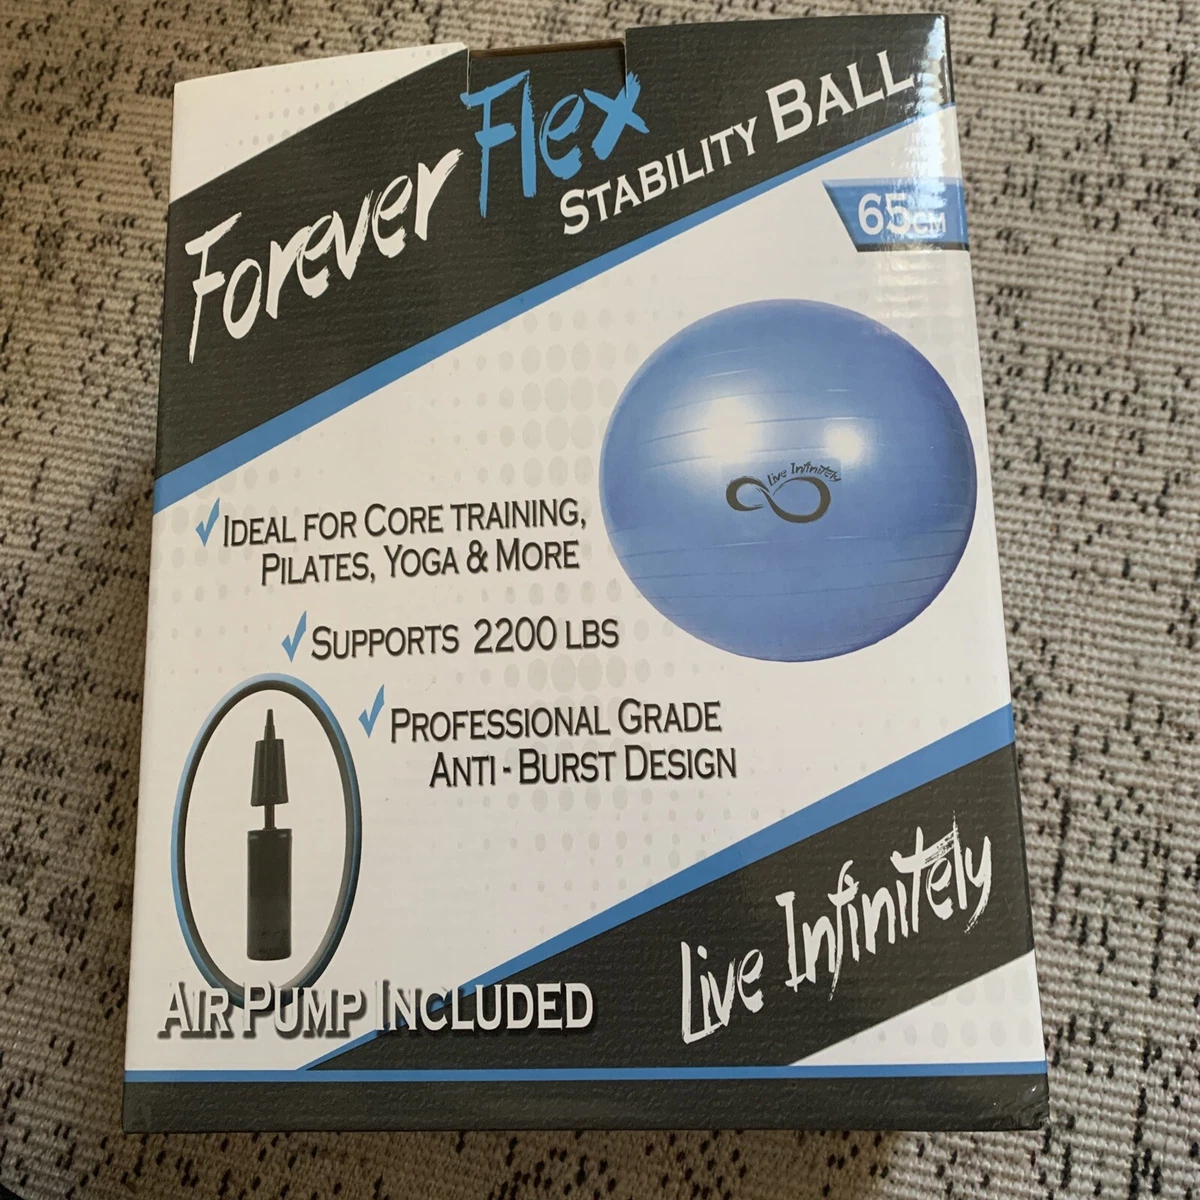 Forever Flex
STABILITY BALL
65CM
Live Infinitely
IDEAL FOR CORE TRAINING,
PILATES, YOGA & MORE
SUPPORTS 2200 LBS
PROFESSIONAL GRADE
ANTI-BURST DESIGN
AIR PUMP INCLUDED
Live Infinitely